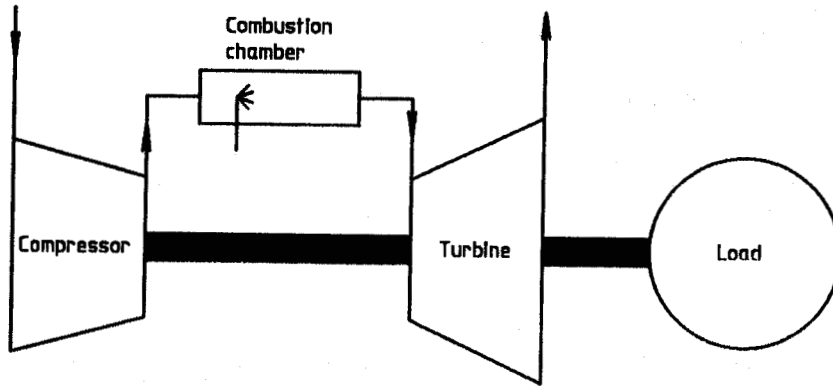 Combustion
chamber
Compressor
Turbine
Load